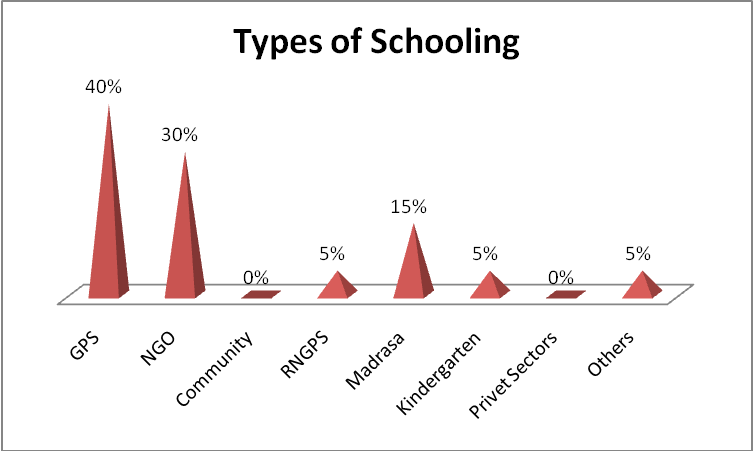 Types of Schooling
40%
30%
0%
5%
15%
5%
0%
5%
GPS
NGO
Community
RNGPS
Madrasa
Kindergarten
Privet Sectors
Others